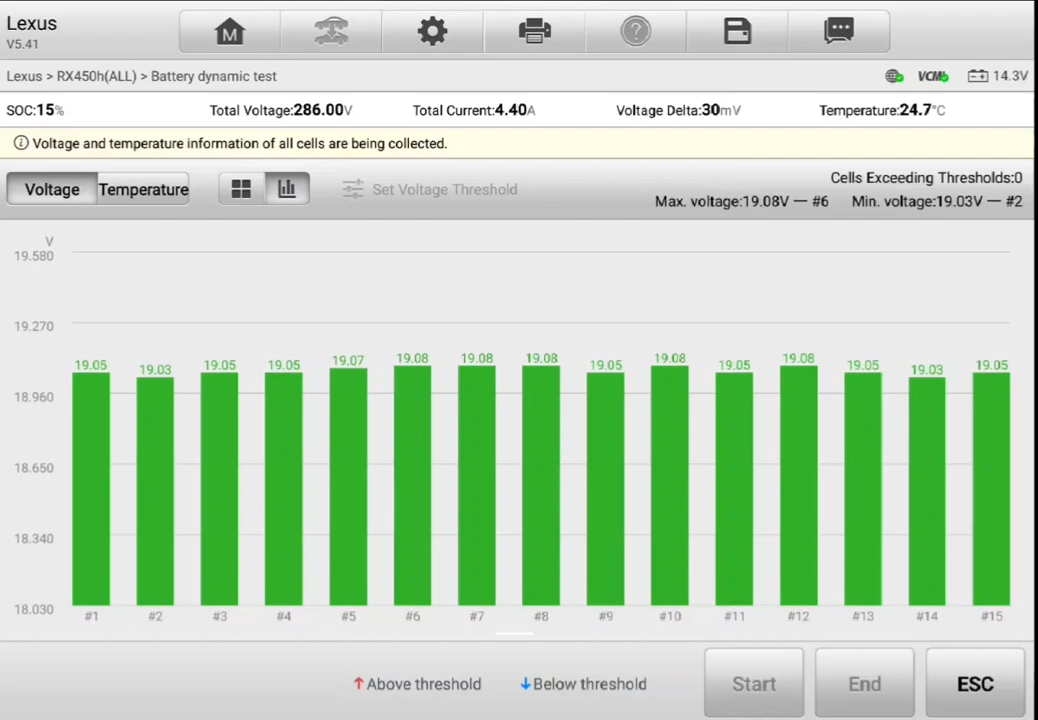 Lexus
V5.41
M
?
Lexus > RX450h(ALL) > Battery dynamic test
VCMI
14.3V
SOC:15% Total Voltage:286.00V Total Current:4.40A Voltage Delta:30mV Temperature:24.7°C
Voltage and temperature information of all cells are being collected.
Voltage Temperature Set Voltage Threshold
Cells Exceeding Thresholds:0
Max. voltage:19.08V — #6 Min. voltage:19.03V — #2
V
19.580
19.270
19.05 19.03 19.05 19.05 19.07 19.08 19.08 19.08 19.05 19.08 19.05 19.08 19.05 19.03 19.05
18.960
18.650
18.340
18.030
#1 #2 #3 #4 #5 #6 #7 #8 #9 #10 #11 #12 #13 #14 #15
↑Above threshold ↓Below threshold Start End ESC